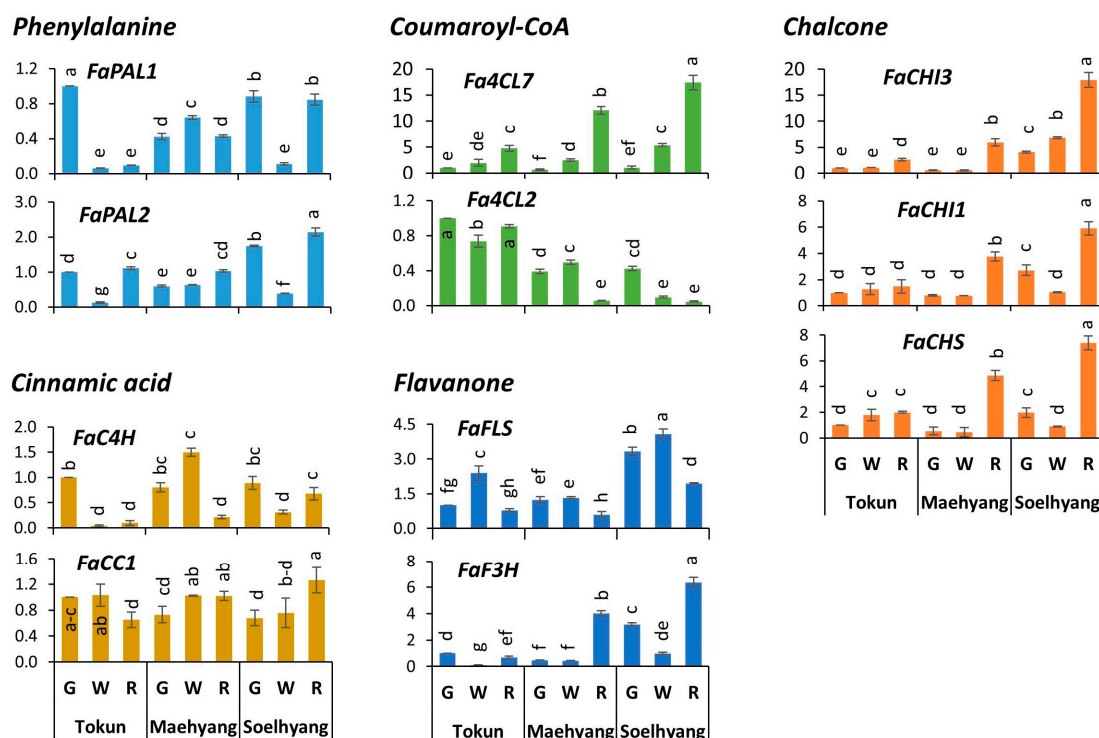 Phenylalanine
FaPAL1
1.2
0.8
0.4
0.0
a
e
e
d
c
d
b
e
b
FaPAL2
3.0
2.0
1.0
0.0
d
g
c
e
e
cd
b
f
a
Cinnamic acid
FaC4H
2.0
1.5
1.0
0.5
0.0
b
d
d
bc
c
d
bc
d
c
FaCC1
1.6
1.2
0.8
0.4
0.0
a-c
ab
d
cd
ab
ab
d
b-d
a
G W R G W R G W R
Tokun Maehyang Soelhyang
Coumaroyl-CoA
Fa4CL7
20
15
10
5
0
e
de
c
f
d
b
ef
c
a
Fa4CL2
1.2
0.8
0.4
0.0
a
b
a
d
c
e
cd
e
e
Flavanone
FaFLS
4.5
3.0
1.5
0.0
fg
c
gh
ef
e
h
b
a
d
FaF3H
8
6
4
2
0
d
g
ef
f
f
b
c
de
a
G W R G W R G W R
Tokun Maehyang Soelhyang
Chalcone
FaCHI3
20
15
10
5
0
e
e
d
e
e
b
c
b
a
FaCHI1
8
6
4
2
0
d
d
d
d
d
b
c
d
a
FaCHS
8
6
4
2
0
d
c
c
d
d
b
c
d
a
G W R G W R G W R
Tokun Maehyang Soelhyang